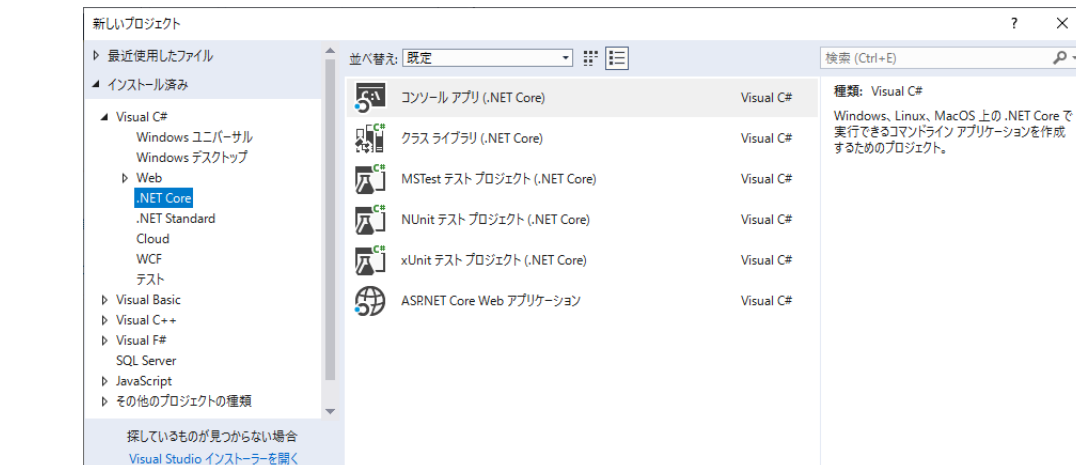 新しいプロジェクト
? ×
最近使用したファイル
インストール済み
Visual C#
Windows ユニバーサル
Windows デスクトップ
Web
.NET Core
.NET Standard
Cloud
WCF
テスト
Visual Basic
Visual C++
Visual F#
SQL Server
JavaScript
その他のプロジェクトの種類
探しているものが見つからない場合
Visual Studio インストーラーを開く
並べ替え: 既定
コンソール アプリ (.NET Core) Visual C#
クラス ライブラリ (.NET Core) Visual C#
MSTest テスト プロジェクト (.NET Core) Visual C#
NUnit テスト プロジェクト (.NET Core) Visual C#
xUnit テスト プロジェクト (.NET Core) Visual C#
ASP.NET Core Web アプリケーション Visual C#
検索 (Ctrl+E)
種類: Visual C#
Windows、Linux、MacOS 上の .NET Core で
実行できるコマンドライン アプリケーションを作成
するためのプロジェクト。